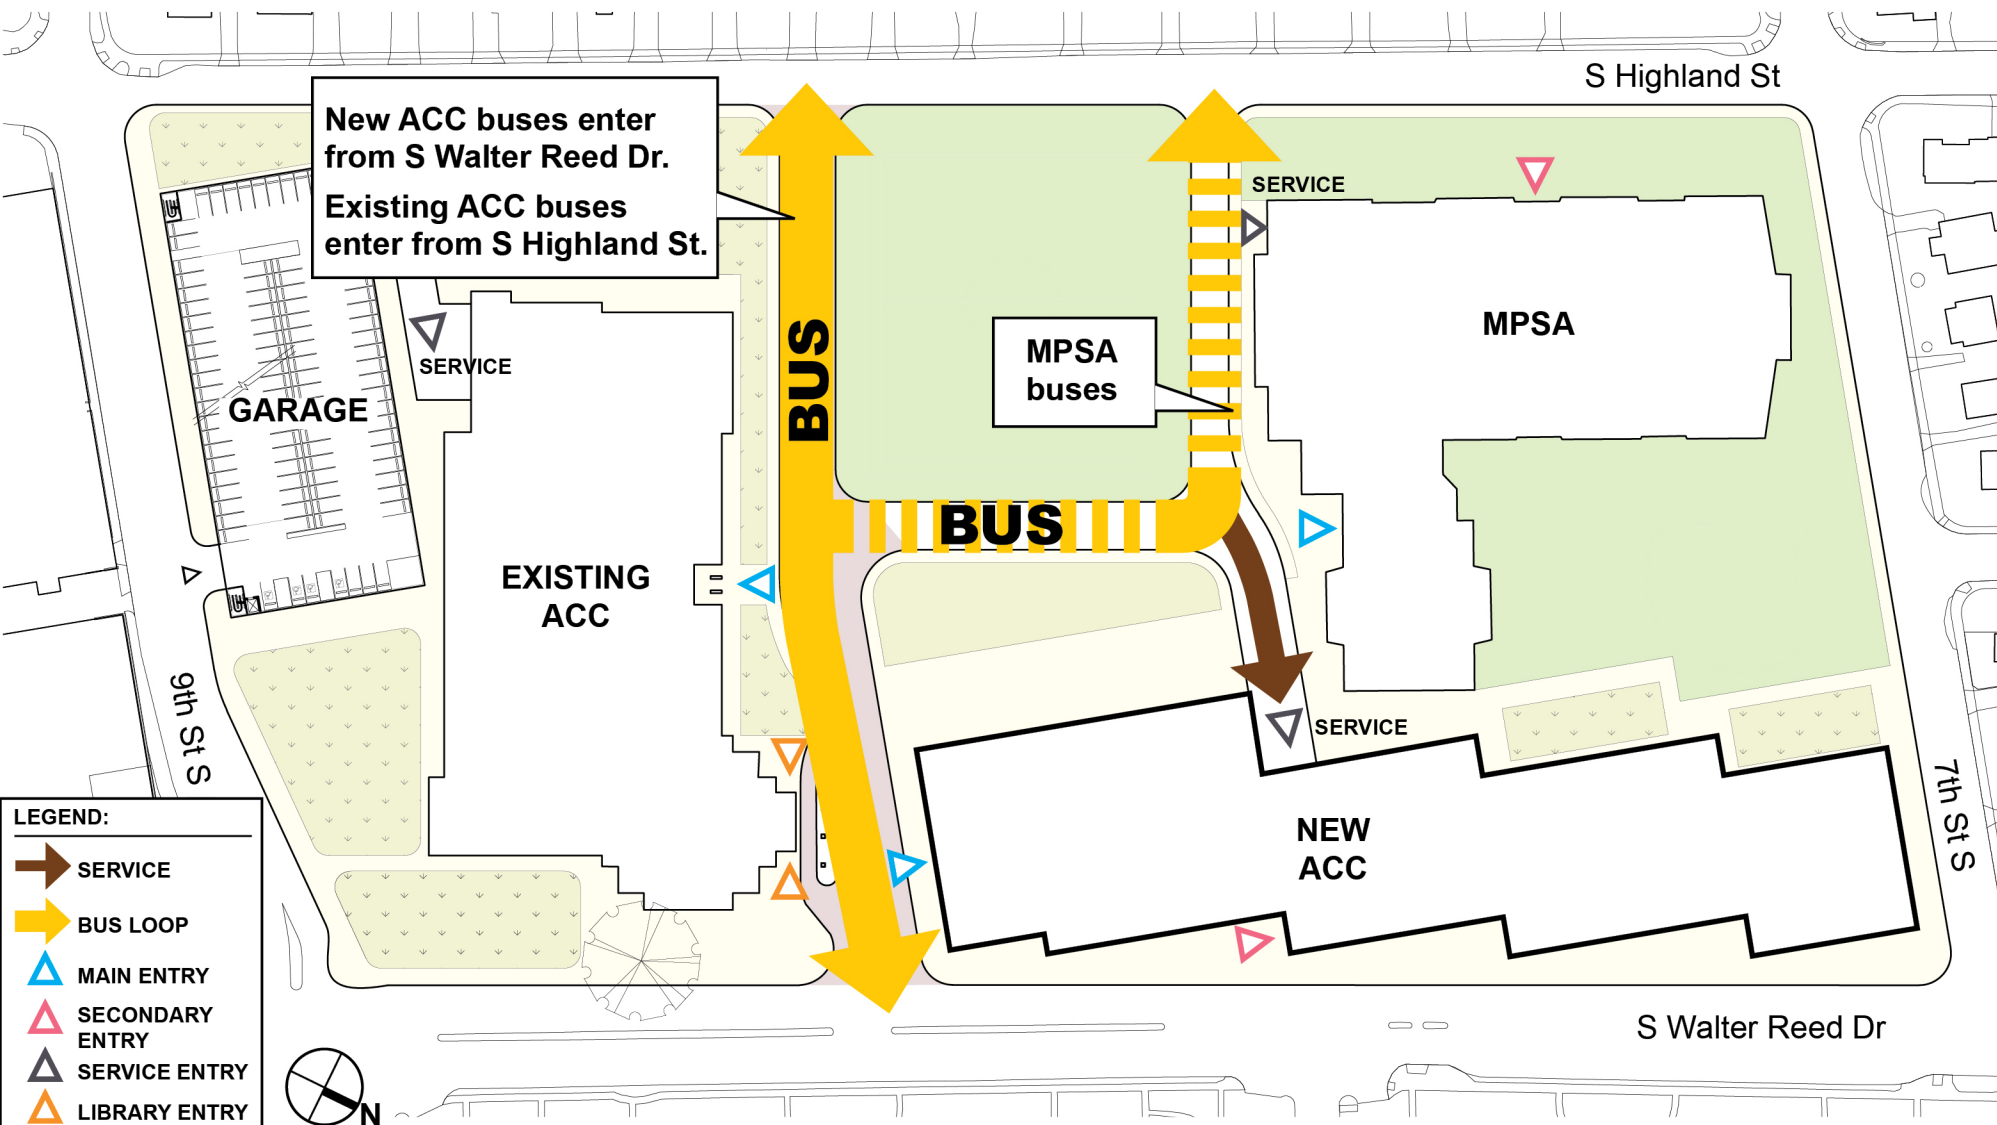 S Highland St
New ACC buses enter
from S Walter Reed Dr.
Existing ACC buses
enter from S Highland St.
SERVICE
MPSA
BUS
MPSA
buses
SERVICE
GARAGE
BUS
EXISTING
ACC
9th St S
SERVICE
7th St S
NEW
ACC
S Walter Reed Dr
LEGEND:
SERVICE
BUS LOOP
MAIN ENTRY
SECONDARY
ENTRY
SERVICE ENTRY
LIBRARY ENTRY
N